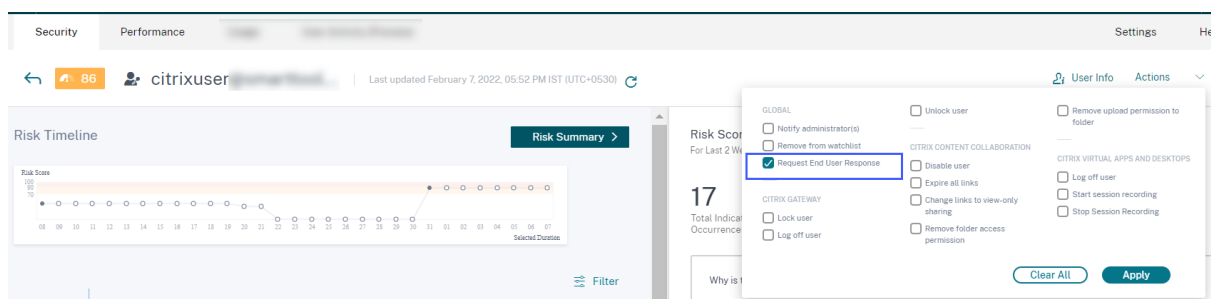 Security Performance Settings
86 citrixuser Last updated February 7, 2022, 05:52 PM IST (UTC+0530) User Info Actions
Risk Timeline
Risk Summary >
Risk Score
100
90
70
08 09 10 11 12 13 14 15 16 17 18 19 20 21 22 23 24 25 26 27 28 29 30 31 01 02 03 04 05 06 07
Selected Duration
Filter
Risk Scor
For Last 2 We
17
Total Indica
Occurrence
Why is t
GLOBAL
Notify administrator(s)
Remove from watchlist
Request End User Response
CITRIX GATEWAY
Lock user
Log off user
Unlock user
CITRIX CONTENT COLLABORATION
Disable user
Expire all links
Change links to view-only
sharing
Remove folder access
permission
Remove upload permission to
folder
CITRIX VIRTUAL APPS AND DESKTOPS
Log off user
Start session recording
Stop Session Recording
Clear All Apply